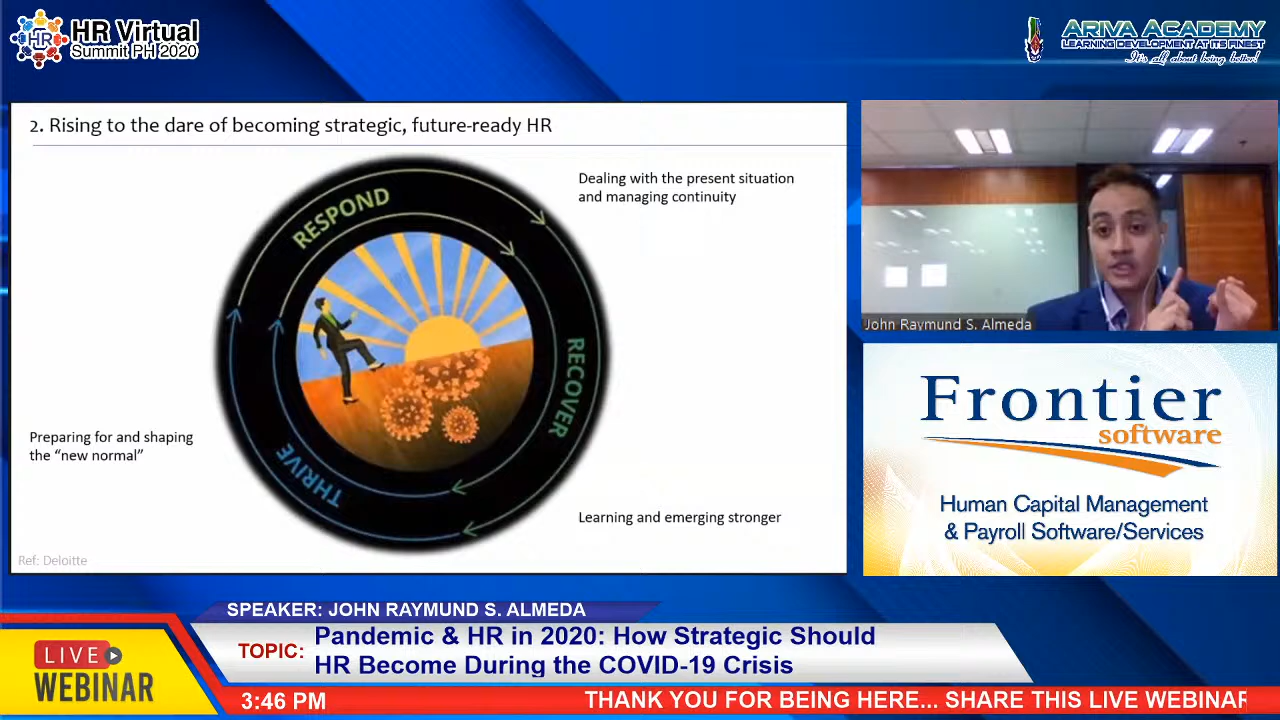 HR
HR Virtual
Summit PH 2020
ARIVA ACADEMY
LEARNING DEVELOPMENT AT ITS FINEST
It's all about being better!
2. Rising to the dare of becoming strategic, future-ready HR
RESPOND
Dealing with the present situation
and managing continuity
RECOVER
Preparing for and shaping
the “new normal”
THRIVE
Learning and emerging stronger
Ref: Deloitte
John Raymund S. Almeda
Frontier
software
Human Capital Management
& Payroll Software/Services
SPEAKER: JOHN RAYMUND S. ALMEDA
TOPIC:
Pandemic & HR in 2020: How Strategic Should
HR Become During the COVID-19 Crisis
LIVE
WEBINAR
3:46 PM
THANK YOU FOR BEING HERE... SHARE THIS LIVE WEBINAR